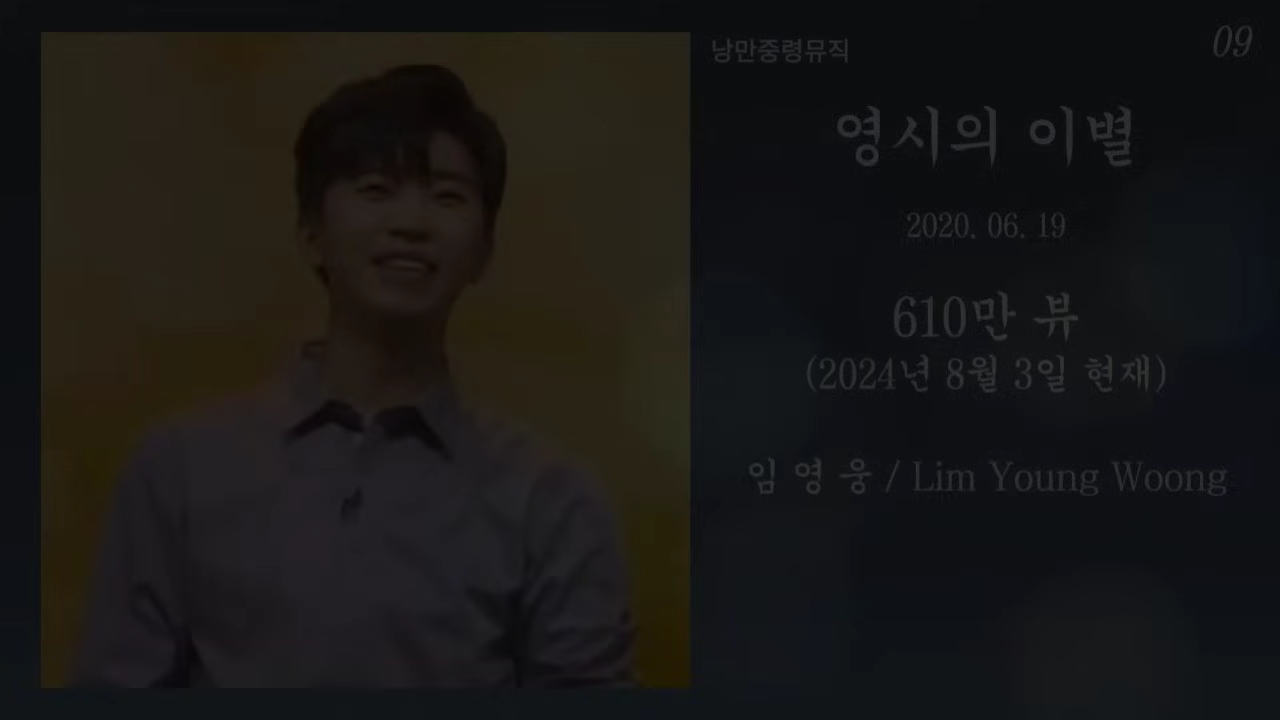 낭만중령뮤직
09
영시의 이별
2020. 06. 19
610만 뷰
(2024년 8월 3일 현재)
임 영 웅 / Lim Young Woong